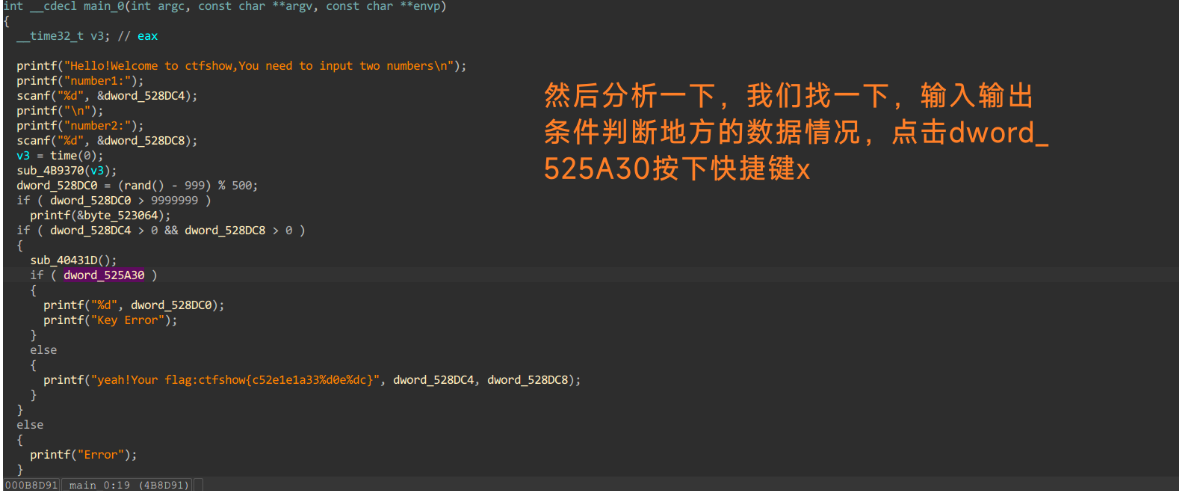 int __cdecl main_0(int argc, const char **argv, const char **envp)
{
__time32_t v3; // eax
printf("Hello!Welcome to ctfshow,You need to input two numbers\n");
printf("number1:");
scanf("%d", &dword_528DC4);
printf("\n");
printf("number2:");
scanf("%d", &dword_528DC8);
v3 = time(0);
sub_4B9370(v3);
dword_528DC0 = (rand() - 999) % 500;
if ( dword_528DC0 > 9999999 )
printf(&byte_523064);
if ( dword_528DC4 > 0 && dword_528DC8 > 0 )
{
sub_40431D();
if ( dword_525A30 )
{
printf("%d", dword_528DC0);
printf("Key Error");
}
else
{
printf("yeah!Your flag:ctfshow{c52e1e1a33%d0e%dc}", dword_528DC4, dword_528DC8);
}
}
else
{
printf("Error");
}
000B8D91 main_0:19 (4B8D91)
然后分析一下，我们找一下，输入输出
条件判断地方的数据情况，点击dword_
525A30按下快捷键x